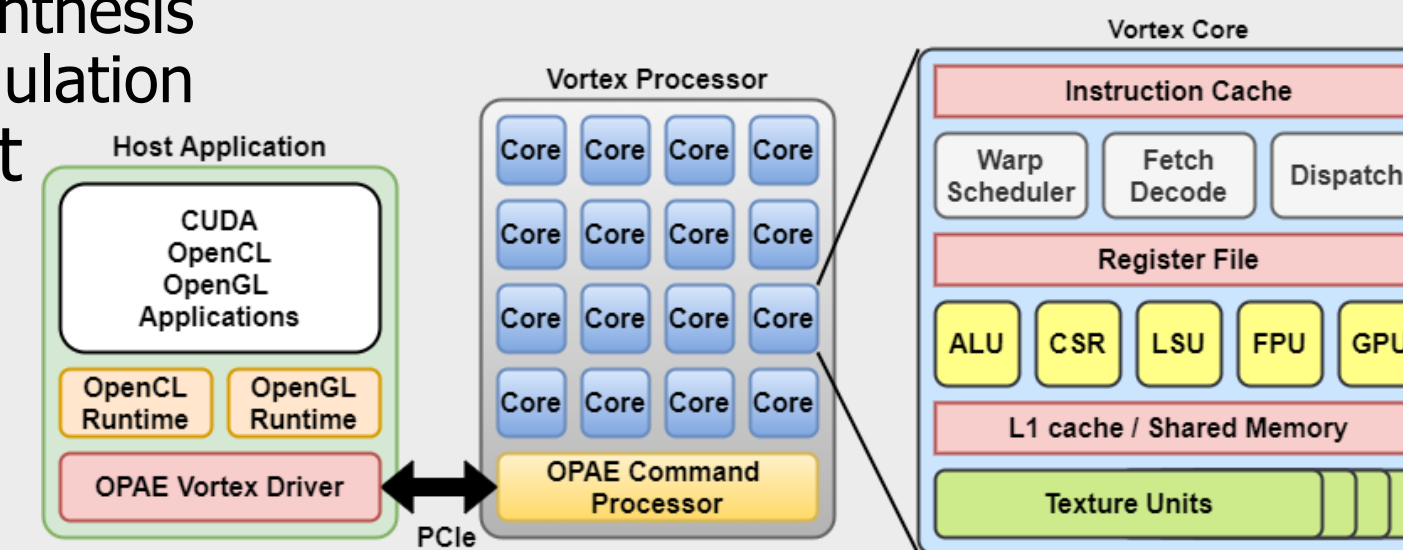 nthesis
ulation
t
Host Application
CUDA
OpenCL
OpenGL
Applications
OpenCL
Runtime
OpenGL
Runtime
OPAE Vortex Driver
PCIe
Vortex Processor
Core Core Core Core
Core Core Core Core
Core Core Core Core
Core Core Core Core
OPAE Command
Processor
Vortex Core
Instruction Cache
Warp
Scheduler
Fetch
Decode
Dispatch
Register File
ALU CSR LSU FPU GPU
L1 cache / Shared Memory
Texture Units